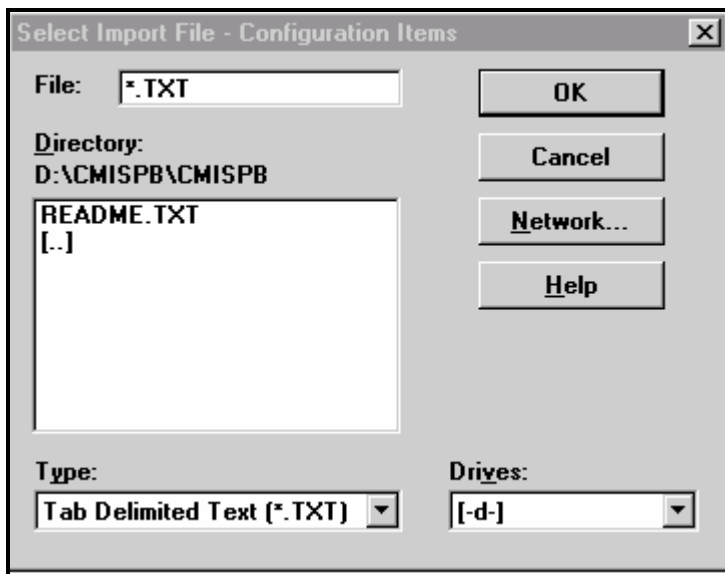 Select Import File - Configuration Items
File: *.TXT
OK
Directory:
D:\CMISPB\CMISPB
Cancel
README.TXT
[..]
Network...
Help
Type:
Drives:
Tab Delimited Text (*.TXT)
[-d-]